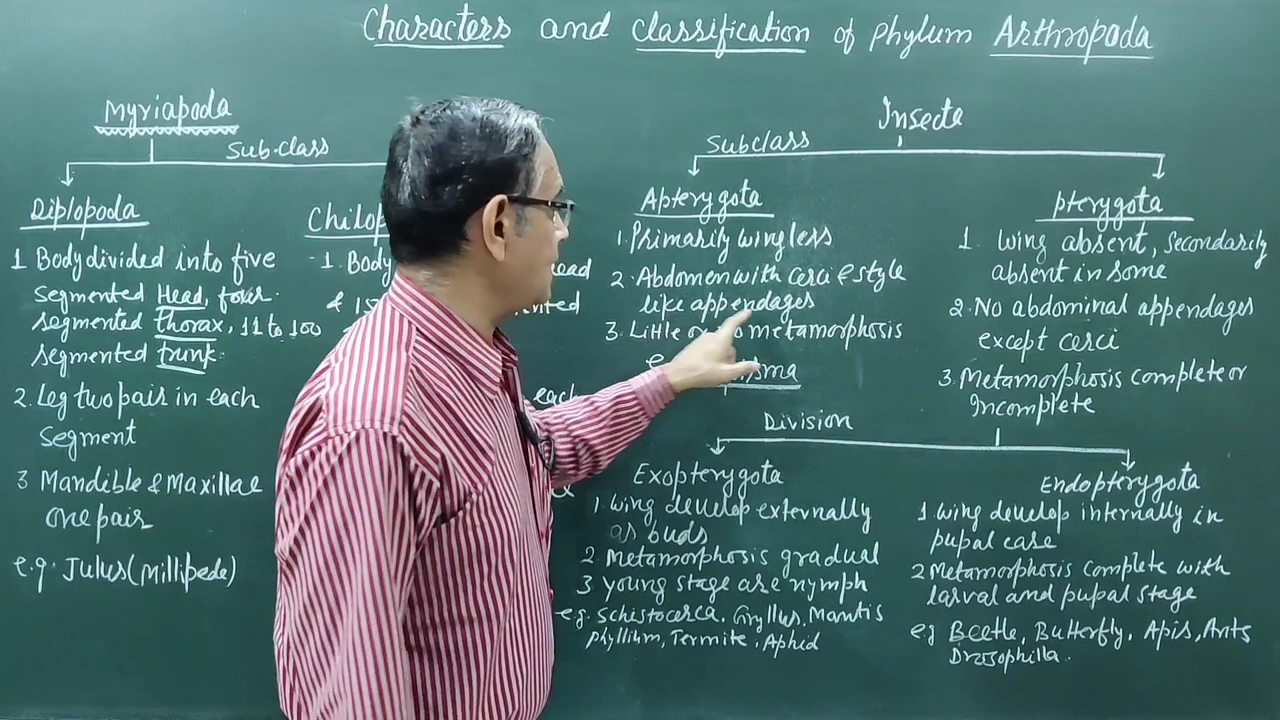 Characters and classification of Phylum Arthropoda
Myriapoda
Sub-class
Diplopoda
1 Body divided into five
segmented Head, four
segmented thorax, 11 to 100
segmented trunk
2. Leg two pair in each
segment
3 Mandible & Maxillae
one pair
e.g. Julus (Millipede)
1. Body
&
each
Insecta
Subclass
Apterygota
1. Primarily wingless
2. Abdomen with cerci & style
like appendages
3. Little metamorphosis
pterygota
1. wing absent, secondarily
absent in some
2. No abdominal appendages
except cerci
3. Metamorphosis complete or
Incomplete
Division
Exopterygota
1. wing develop externally
as buds
2. Metamorphosis gradual
3 young stage are nymph
e.g. Schistocerca, Gryllus, Mantis
Phyllium, Termite, Aphid
Endopterygota
1 wing develop internally in
pupal case
2 Metamorphosis complete with
larval and pupal stage
e.g Beetle, Butterfly, Apis, Ants
Drosophilla.